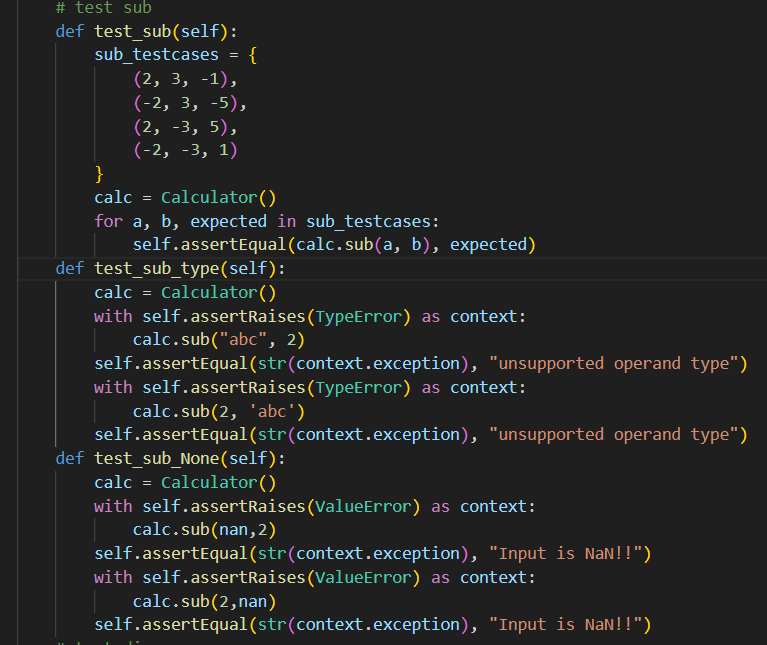 # test sub
def test_sub(self):
    sub_testcases = {
        (2, 3, -1),
        (-2, 3, -5),
        (2, -3, 5),
        (-2, -3, 1)
    }
    calc = Calculator()
    for a, b, expected in sub_testcases:
        self.assertEqual(calc.sub(a, b), expected)
def test_sub_type(self):
    calc = Calculator()
    with self.assertRaises(TypeError) as context:
        calc.sub("abc", 2)
    self.assertEqual(str(context.exception), "unsupported operand type")
    with self.assertRaises(TypeError) as context:
        calc.sub(2, 'abc')
    self.assertEqual(str(context.exception), "unsupported operand type")
def test_sub_None(self):
    calc = Calculator()
    with self.assertRaises(ValueError) as context:
        calc.sub(nan,2)
    self.assertEqual(str(context.exception), "Input is NaN!!")
    with self.assertRaises(ValueError) as context:
        calc.sub(2,nan)
    self.assertEqual(str(context.exception), "Input is NaN!!")